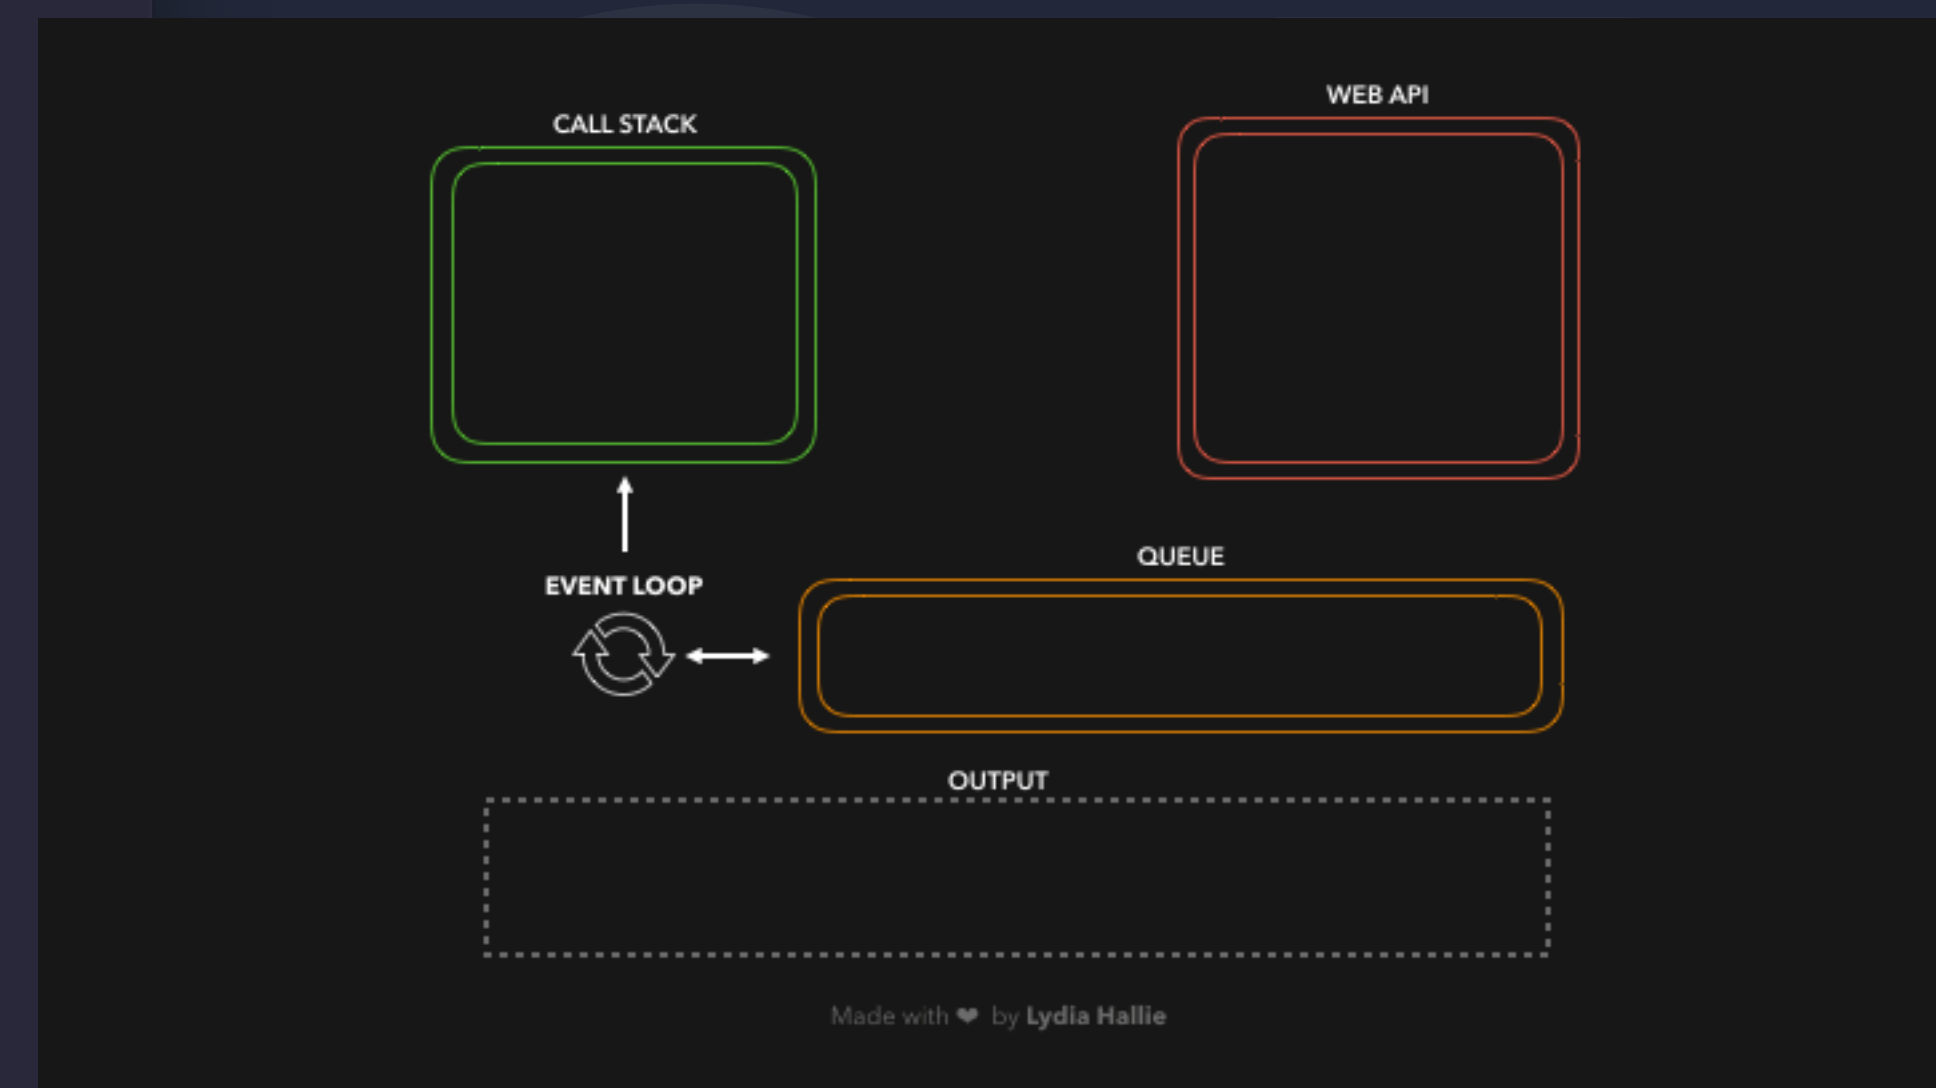 WEB API
CALL STACK
QUEUE
EVENT LOOP
OUTPUT
Made with ❤ by Lydia Hallie